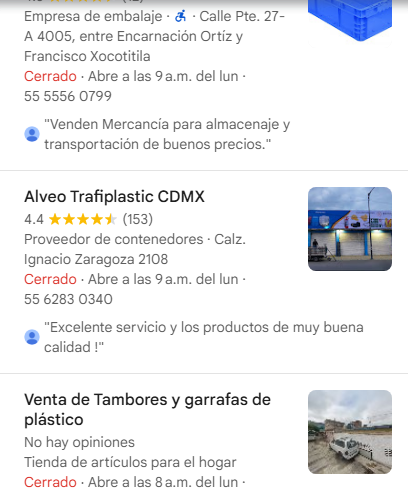 Empresa de embalaje · · Calle Pte. 27-
A 4005, entre Encarnación Ortíz y
Francisco Xocotitla
Cerrado · Abre a las 9 a.m. del lun ·
55 5556 0799
"Venden Mercancía para almacenaje y
transportación de buenos precios."
Alveo Trafiplastic CDMX
4.4 (153)
Proveedor de contenedores · Calz.
Ignacio Zaragoza 2108
Cerrado · Abre a las 9 a.m. del lun ·
55 6283 0340
"Excelente servicio y los productos de muy buena
calidad !"
Venta de Tambores y garrafas de
plástico
No hay opiniones
Tienda de artículos para el hogar
Cerrado · Abre a las 8 a.m. del lun ·